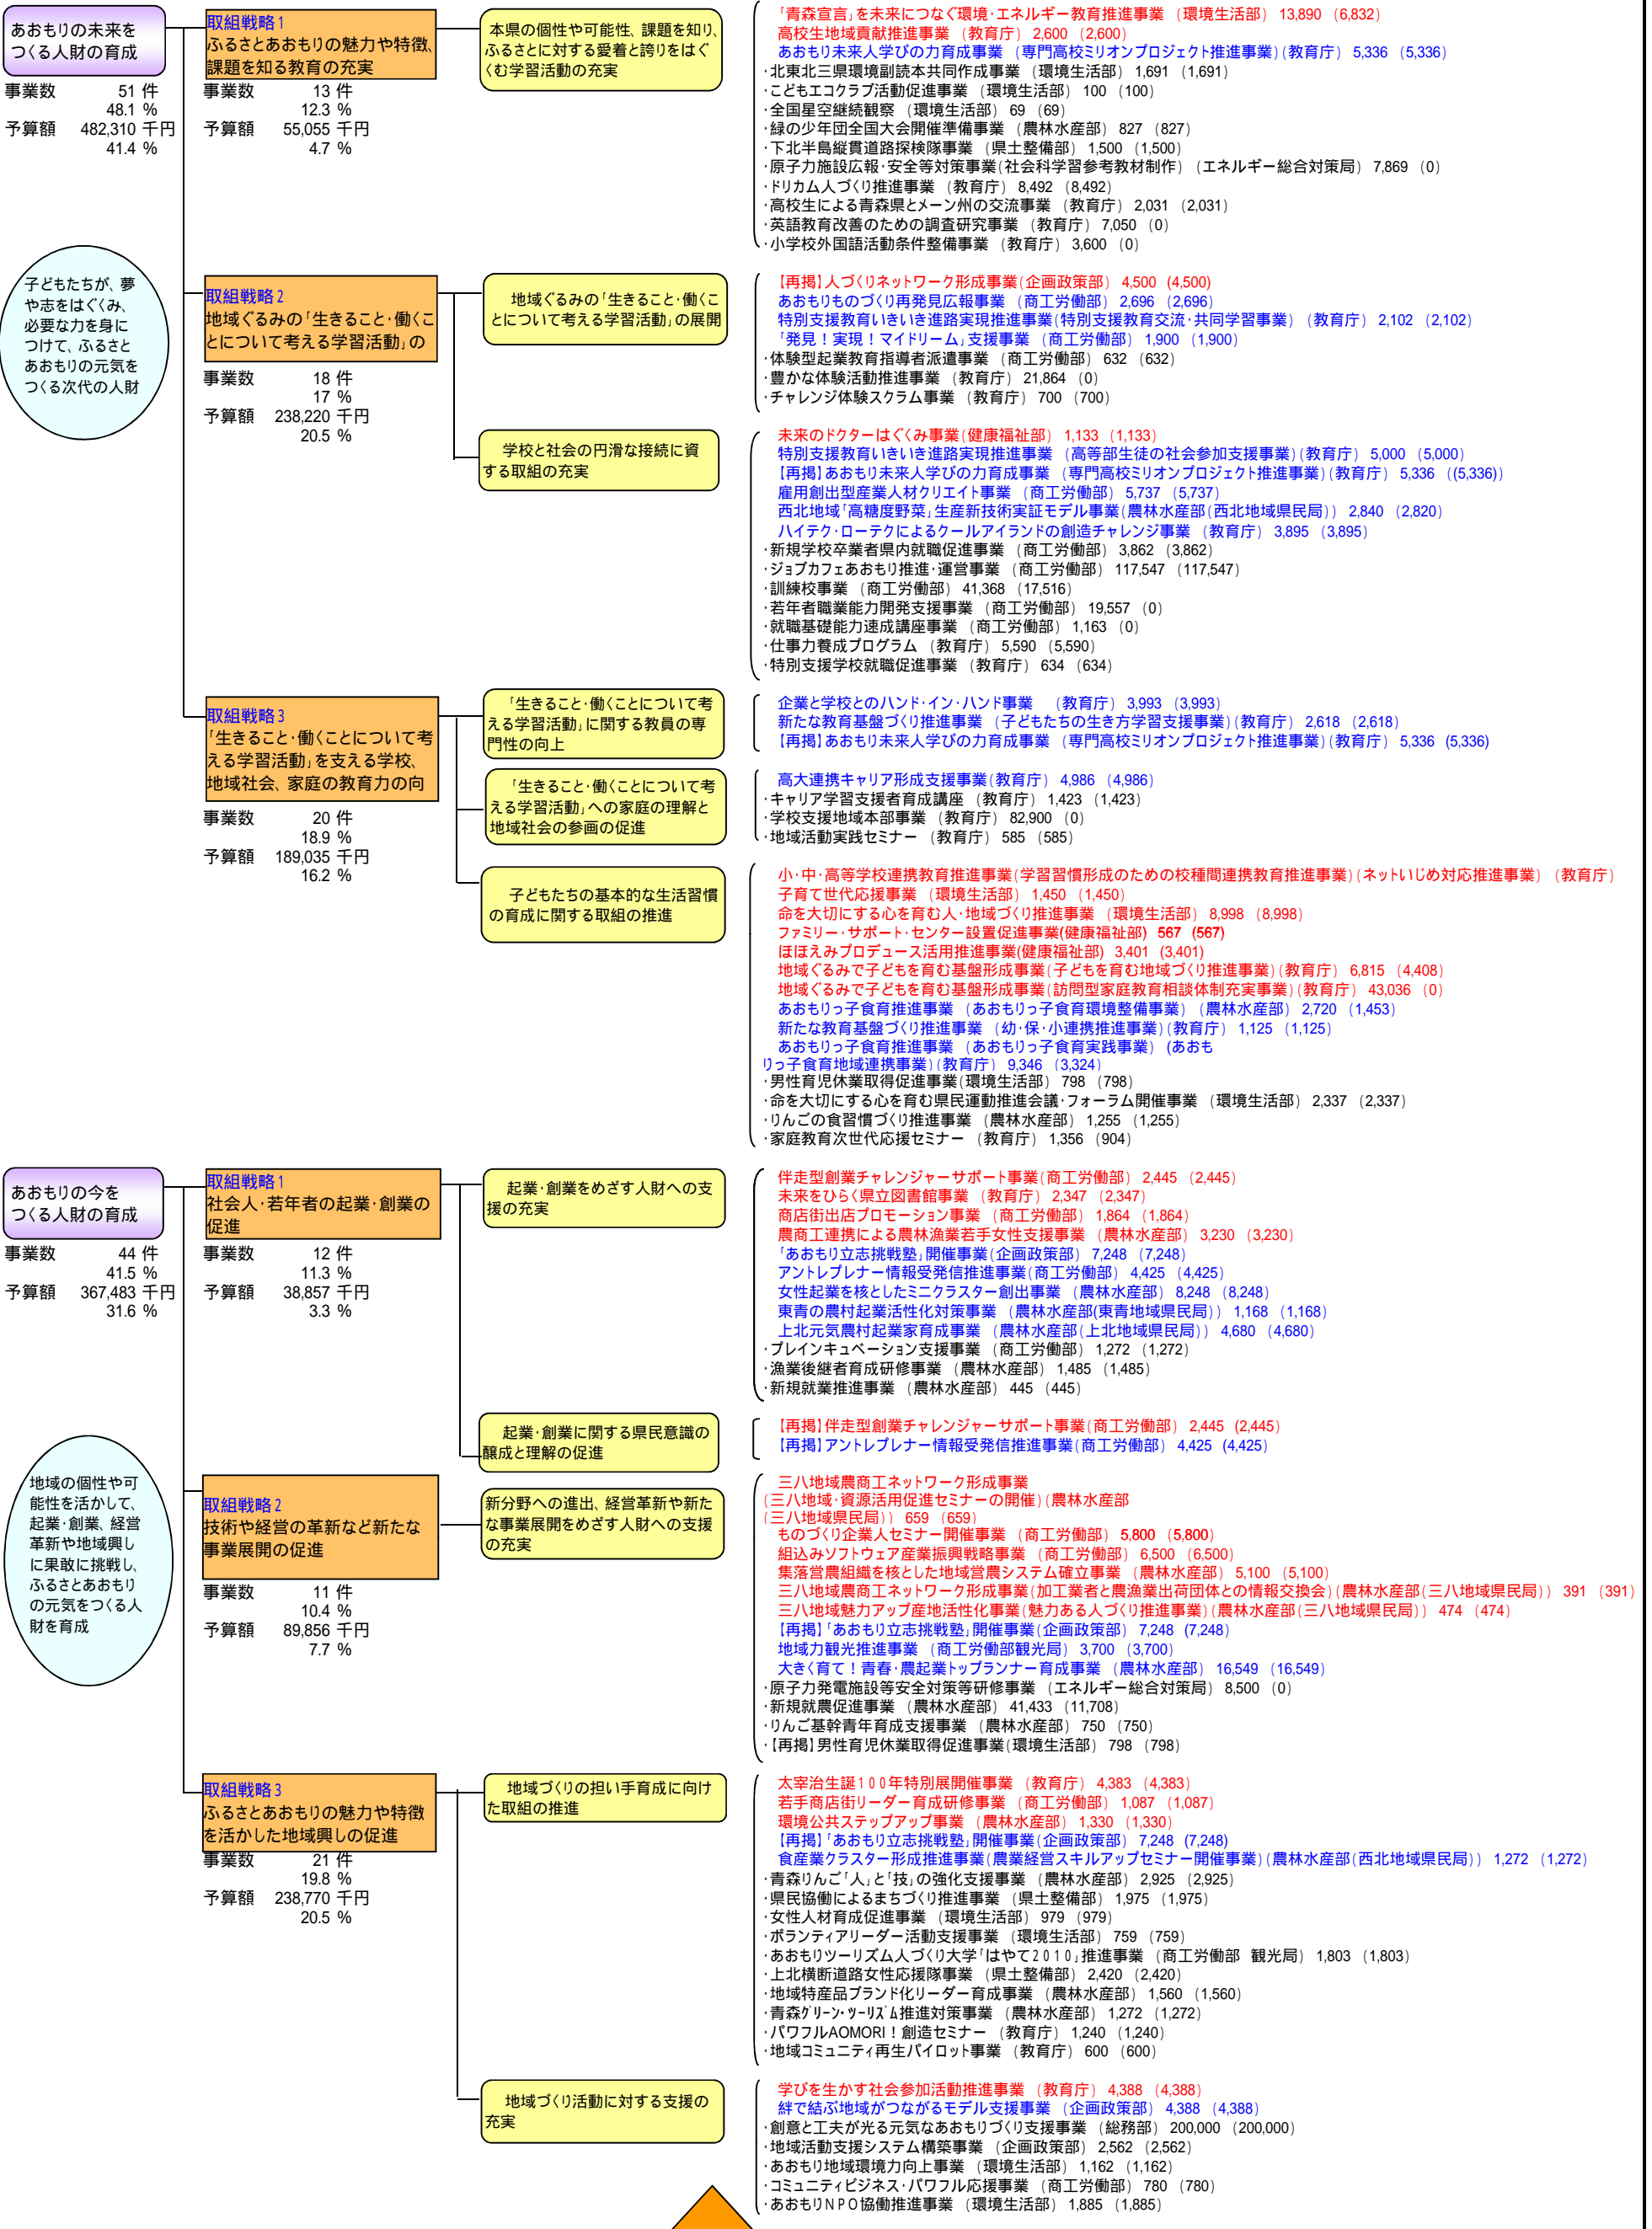 あおもりの未来を
つくる人財の育成
事業数 51 件
48.1 %
予算額 482,310 千円
41.4 %
子どもたちが、夢
や志をはぐくみ、
必要な力を身に
つけて、ふるさと
あおもりの元気を
つくる次代の人財
取組戦略1
ふるさとあおもりの魅力や特徴、
課題を知る教育の充実
事業数 13 件
12.3 %
予算額 55,055 千円
4.7 %
本県の個性や可能性、課題を知り、
ふるさとに対する愛着と誇りをはぐ
くむ学習活動の充実
「青森宣言」を未来につなぐ環境・エネルギー教育推進事業 (環境生活部) 13,890 (6,832)
高校生地域貢献推進事業 (教育庁) 2,600 (2,600)
あおもり未来人学びの力育成事業 (専門高校ミリオンプロジェクト推進事業)(教育庁) 5,336 (5,336)
・北東北三県環境副読本共同作成事業 (環境生活部) 1,691 (1,691)
・こどもエコクラブ活動促進事業 (環境生活部) 100 (100)
・全国星空継続観察 (環境生活部) 69 (69)
・緑の少年団全国大会開催準備事業 (農林水産部) 827 (827)
・下北半島縦貫道路探検隊事業 (県土整備部) 1,500 (1,500)
・原子力施設広報・安全等対策事業(社会科学習参考教材制作) (エネルギー総合対策局) 7,869 (0)
・ドリカム人づくり推進事業 (教育庁) 8,492 (8,492)
・高校生による青森県とメーン州の交流事業 (教育庁) 2,031 (2,031)
・英語教育改善のための調査研究事業 (教育庁) 7,050 (0)
・小学校外国語活動条件整備事業 (教育庁) 3,600 (0)
取組戦略2
地域ぐるみの「生きること・働くこ
とについて考える学習活動」の
事業数 18 件
17 %
予算額 238,220 千円
20.5 %
地域ぐるみの「生きること・働くこ
とについて考える学習活動」の展開
【再掲】人づくりネットワーク形成事業(企画政策部) 4,500 (4,500)
あおもりものづくり再発見広報事業 (商工労働部) 2,696 (2,696)
特別支援教育いきいき進路実現推進事業(特別支援教育交流・共同学習事業) (教育庁) 2,102 (2,102)
「発見!実現!マイドリーム」支援事業 (商工労働部) 1,900 (1,900)
・体験型起業教育指導者派遣事業 (商工労働部) 632 (632)
・豊かな体験活動推進事業 (教育庁) 21,864 (0)
・チャレンジ体験スクラム事業 (教育庁) 700 (700)
学校と社会の円滑な接続に資
する取組の充実
未来のドクターはぐくみ事業(健康福祉部) 1,133 (1,133)
特別支援教育いきいき進路実現推進事業 (高等部生徒の社会参加支援事業)(教育庁) 5,000 (5,000)
【再掲】あおもり未来人学びの力育成事業 (専門高校ミリオンプロジェクト推進事業)(教育庁) 5,336 ((5,336))
雇用創出型産業人材クリエイト事業 (商工労働部) 5,737 (5,737)
西北地域「高糖度野菜」生産新技術実証モデル事業(農林水産部(西北地域県民局)) 2,840 (2,820)
ハイテク・ローテクによるクールアイランドの創造チャレンジ事業 (教育庁) 3,895 (3,895)
・新規学校卒業者県内就職促進事業 (商工労働部) 3,862 (3,862)
・ジョブカフェあおもり推進・運営事業 (商工労働部) 117,547 (117,547)
・訓練校事業 (商工労働部) 41,368 (17,516)
・若年者職業能力開発支援事業 (商工労働部) 19,557 (0)
・就職基礎能力速成講座事業 (商工労働部) 1,163 (0)
・仕事力養成プログラム (教育庁) 5,590 (5,590)
・特別支援学校就職促進事業 (教育庁) 634 (634)
取組戦略3
「生きること・働くことについて考
える学習活動」を支える学校、
地域社会、家庭の教育力の向
事業数 20 件
18.9 %
予算額 189,035 千円
16.2 %
「生きること・働くことについて考
える学習活動」に関する教員の専
門性の向上
企業と学校とのハンド・イン・ハンド事業 (教育庁) 3,993 (3,993)
新たな教育基盤づくり推進事業 (子どもたちの生き方学習支援事業)(教育庁) 2,618 (2,618)
【再掲】あおもり未来人学びの力育成事業 (専門高校ミリオンプロジェクト推進事業)(教育庁) 5,336 (5,336)
「生きること・働くことについて考
える学習活動」への家庭の理解と
地域社会の参画の促進
高大連携キャリア形成支援事業(教育庁) 4,986 (4,986)
・キャリア学習支援者育成講座 (教育庁) 1,423 (1,423)
・学校支援地域本部事業 (教育庁) 82,900 (0)
・地域活動実践セミナー (教育庁) 585 (585)
子どもたちの基本的な生活習慣
の育成に関する取組の推進
小・中・高等学校連携教育推進事業(学習習慣形成のための校種間連携教育推進事業)(ネットいじめ対応推進事業) (教育庁)
子育て世代応援事業 (環境生活部) 1,450 (1,450)
命を大切にする心を育む人・地域づくり推進事業 (環境生活部) 8,998 (8,998)
ファミリー・サポート・センター設置促進事業(健康福祉部) 567 (567)
ほほえみプロデュース活用推進事業(健康福祉部) 3,401 (3,401)
地域ぐるみで子どもを育む基盤形成事業(子どもを育む地域づくり推進事業)(教育庁) 6,815 (4,408)
地域ぐるみで子どもを育む基盤形成事業(訪問型家庭教育相談体制充実事業)(教育庁) 43,036 (0)
あおもりっ子食育推進事業 (あおもりっ子食育環境整備事業) (農林水産部) 2,720 (1,453)
新たな教育基盤づくり推進事業 (幼・保・小連携推進事業)(教育庁) 1,125 (1,125)
あおもりっ子食育推進事業 (あおもりっ子食育実践事業) (あおも
りっ子食育地域連携事業)(教育庁) 9,346 (3,324)
・男性育児休業取得促進事業(環境生活部) 798 (798)
・命を大切にする心を育む県民運動推進会議・フォーラム開催事業 (環境生活部) 2,337 (2,337)
・りんごの食習慣づくり推進事業 (農林水産部) 1,255 (1,255)
・家庭教育次世代応援セミナー (教育庁) 1,356 (904)
あおもりの今を
つくる人財の育成
事業数 44 件
41.5 %
予算額 367,483 千円
31.6 %
地域の個性や可
能性を活かして、
起業・創業、経営
革新や地域興し
に果敢に挑戦し、
ふるさとあおもり
の元気をつくる人
財を育成
取組戦略1
社会人・若年者の起業・創業の
促進
事業数 12 件
11.3 %
予算額 38,857 千円
3.3 %
起業・創業をめざす人財への支
援の充実
伴走型創業チャレンジャーサポート事業(商工労働部) 2,445 (2,445)
未来をひらく県立図書館事業 (教育庁) 2,347 (2,347)
商店街出店プロモーション事業 (商工労働部) 1,864 (1,864)
農商工連携による農林漁業若手女性支援事業 (農林水産部) 3,230 (3,230)
「あおもり立志挑戦塾」開催事業(企画政策部) 7,248 (7,248)
アントレプレナー情報受発信推進事業(商工労働部) 4,425 (4,425)
女性起業を核としたミニクラスター創出事業 (農林水産部) 8,248 (8,248)
東青の農村起業活性化対策事業 (農林水産部(東青地域県民局)) 1,168 (1,168)
上北元気農村起業家育成事業 (農林水産部(上北地域県民局)) 4,680 (4,680)
・プレインキュベーション支援事業 (商工労働部) 1,272 (1,272)
・漁業後継者育成研修事業 (農林水産部) 1,485 (1,485)
・新規就業推進事業 (農林水産部) 445 (445)
起業・創業に関する県民意識の
醸成と理解の促進
【再掲】伴走型創業チャレンジャーサポート事業(商工労働部) 2,445 (2,445)
【再掲】アントレプレナー情報受発信推進事業(商工労働部) 4,425 (4,425)
取組戦略2
技術や経営の革新など新たな
事業展開の促進
事業数 11 件
10.4 %
予算額 89,856 千円
7.7 %
新分野への進出、経営革新や新た
な事業展開をめざす人財への支援
の充実
三八地域農商工ネットワーク形成事業
(三八地域・資源活用促進セミナーの開催)(農林水産部
(三八地域県民局)) 659 (659)
ものづくり企業人セミナー開催事業 (商工労働部) 5,800 (5,800)
組込みソフトウェア産業振興戦略事業 (商工労働部) 6,500 (6,500)
集落営農組織を核とした地域営農システム確立事業 (農林水産部) 5,100 (5,100)
三八地域農商工ネットワーク形成事業(加工業者と農漁業出荷団体との情報交換会)(農林水産部(三八地域県民局)) 391 (391)
三八地域魅力アップ産地活性化事業(魅力ある人づくり推進事業)(農林水産部(三八地域県民局)) 474 (474)
【再掲】「あおもり立志挑戦塾」開催事業(企画政策部) 7,248 (7,248)
地域力観光推進事業 (商工労働部観光局) 3,700 (3,700)
大きく育て!青春・農起業トップランナー育成事業 (農林水産部) 16,549 (16,549)
・原子力発電施設等安全対策等研修事業 (エネルギー総合対策局) 8,500 (0)
・新規就農促進事業 (農林水産部) 41,433 (11,708)
・りんご基幹青年育成支援事業 (農林水産部) 750 (750)
・【再掲】男性育児休業取得促進事業(環境生活部) 798 (798)
取組戦略3
ふるさとあおもりの魅力や特徴
を活かした地域興しの促進
事業数 21 件
19.8 %
予算額 238,770 千円
20.5 %
地域づくりの担い手育成に向け
た取組の推進
太宰治生誕100年特別展開催事業 (教育庁) 4,383 (4,383)
若手商店街リーダー育成研修事業 (商工労働部) 1,087 (1,087)
環境公共ステップアップ事業 (農林水産部) 1,330 (1,330)
【再掲】「あおもり立志挑戦塾」開催事業(企画政策部) 7,248 (7,248)
食産業クラスター形成推進事業(農業経営スキルアップセミナー開催事業)(農林水産部(西北地域県民局)) 1,272 (1,272)
・青森りんご「人」と「技」の強化支援事業 (農林水産部) 2,925 (2,925)
・県民協働によるまちづくり推進事業 (県土整備部) 1,975 (1,975)
・女性人材育成促進事業 (環境生活部) 979 (979)
・ボランティアリーダー活動支援事業 (環境生活部) 759 (759)
・あおもりツーリズム人づくり大学「はやて2010」推進事業 (商工労働部 観光局) 1,803 (1,803)
・上北横断道路女性応援隊事業 (県土整備部) 2,420 (2,420)
・地域特産品ブランド化リーダー育成事業 (農林水産部) 1,560 (1,560)
・青森グリーン・ツーリズム推進対策事業 (農林水産部) 1,272 (1,272)
・パワフルAOMORI!創造セミナー (教育庁) 1,240 (1,240)
・地域コミュニティ再生パイロット事業 (教育庁) 600 (600)
地域づくり活動に対する支援の
充実
学びを生かす社会参加活動推進事業 (教育庁) 4,388 (4,388)
絆で結ぶ地域がつながるモデル支援事業 (企画政策部) 4,388 (4,388)
・創意と工夫が光る元気なあおもりづくり支援事業 (総務部) 200,000 (200,000)
・地域活動支援システム構築事業 (企画政策部) 2,562 (2,562)
・あおもり地域環境力向上事業 (環境生活部) 1,162 (1,162)
・コミュニティビジネス・パワフル応援事業 (商工労働部) 780 (780)
・あおもりNPO協働推進事業 (環境生活部) 1,885 (1,885)